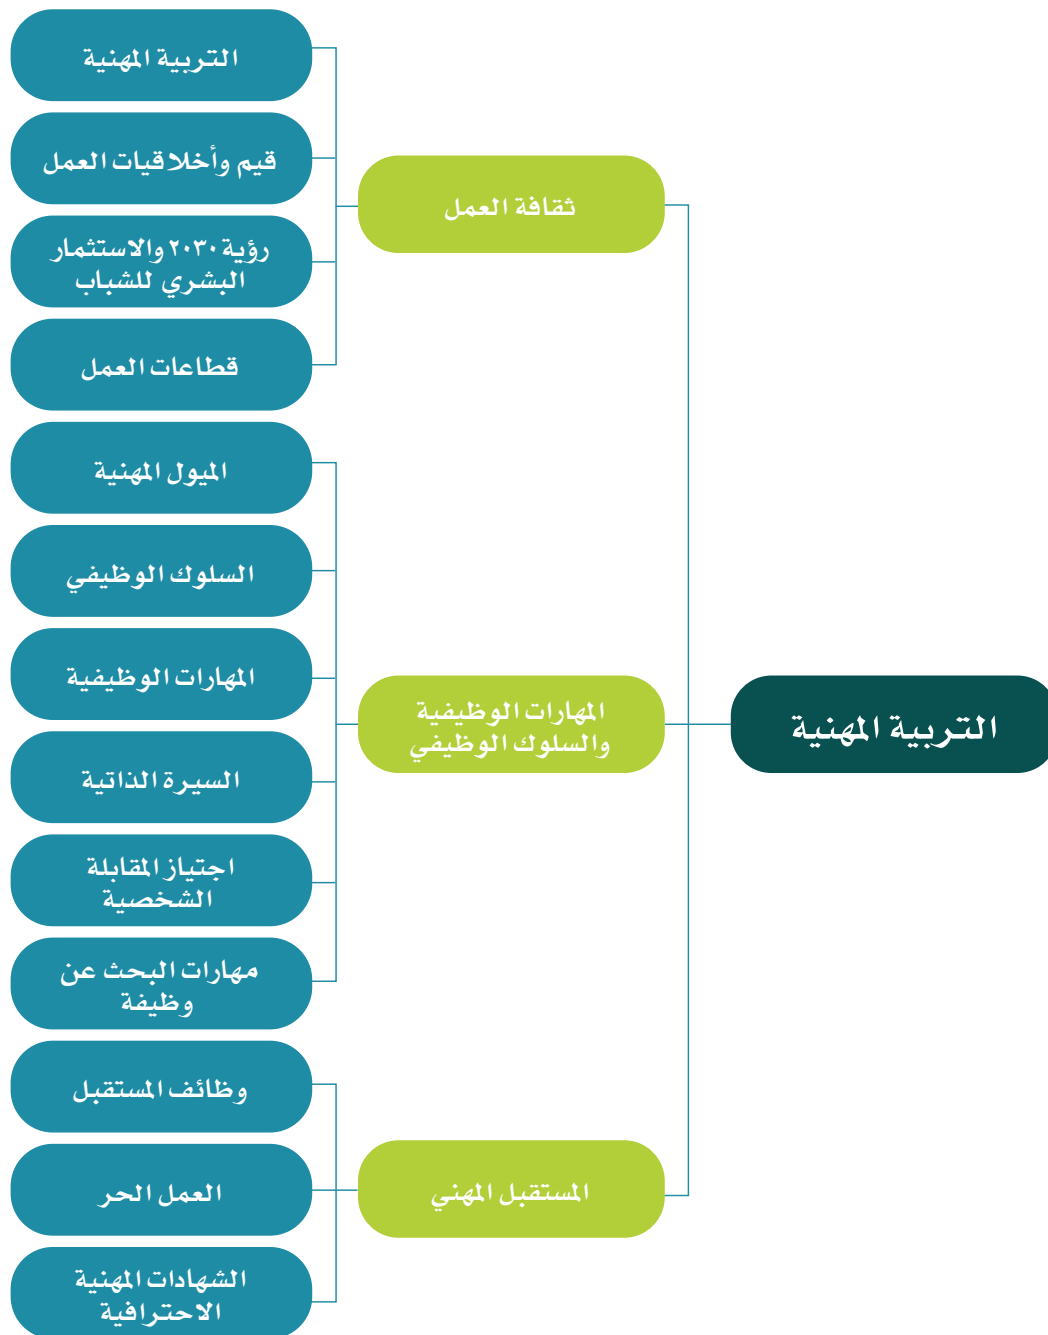 التربية المهنية
ثقافة العمل
التربية المهنية
قيم وأخلاقيات العمل
رؤية ٢٠٣٠ والاستثمار
البشري للشباب
قطاعات العمل
المهارات الوظيفية
والسلوك الوظيفي
الميول المهنية
السلوك الوظيفي
المهارات الوظيفية
السيرة الذاتية
اجتياز المقابلة
الشخصية
مهارات البحث عن
وظيفة
المستقبل المهني
وظائف المستقبل
العمل الحر
الشهادات المهنية
الاحترافية